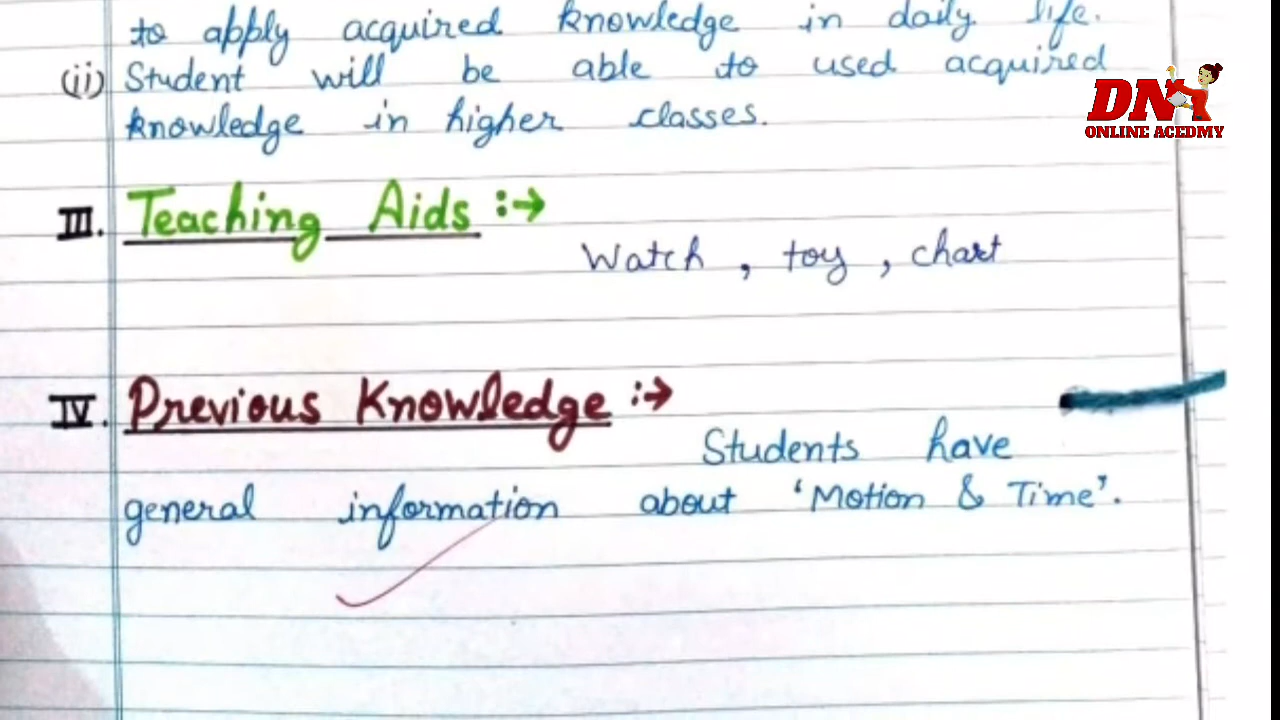 to apply acquired knowledge in daily life.
(ii) Student will be able to used acquired
knowledge in higher classes.
DN
ONLINE ACEDMY
III. Teaching Aids :→
Watch , toy , chart
IV. Previous Knowledge :→
Students have
general information about 'Motion & Time'.